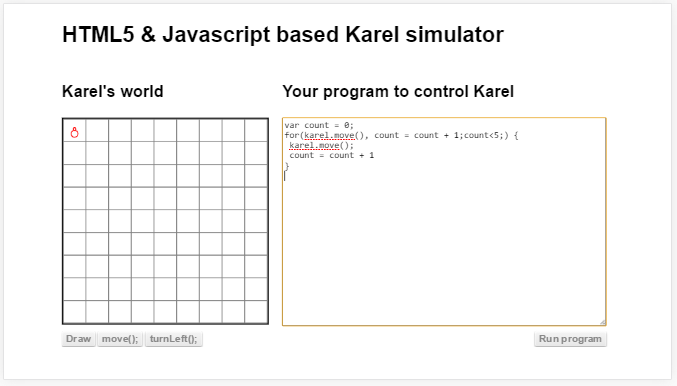 HTML5 & Javascript based Karel simulator
Karel's world
Your program to control Karel
var count = 0;
for(karel.move(), count = count + 1;count<5;) {
karel.move();
count = count + 1
}
Draw move(); turnLeft(); Run program